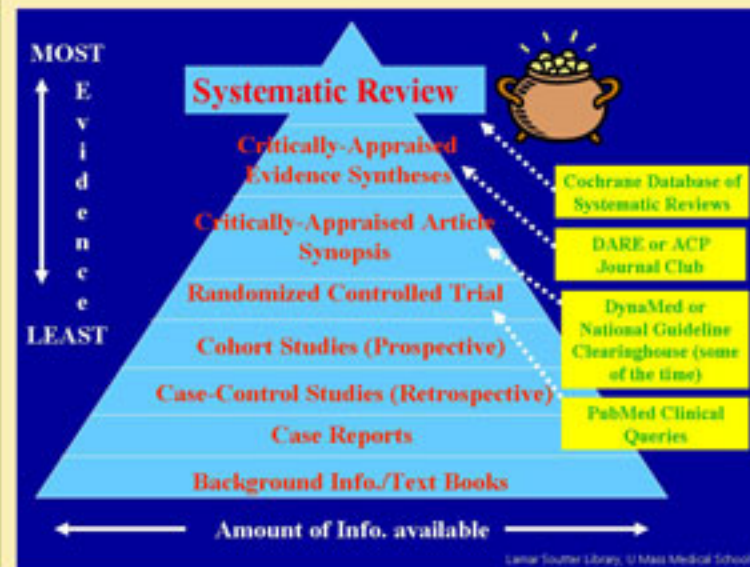 MOST
Evidence
LEAST
Systematic Review
Critically-Appraised
Evidence Syntheses
Critically-Appraised Article
Synopsis
Randomized Controlled Trial
Cohort Studies (Prospective)
Case-Control Studies (Retrospective)
Case Reports
Background Info./Text Books
Cochrane Database of
Systematic Reviews
DARE or ACP
Journal Club
DynaMed or
National Guideline
Clearinghouse (some
of the time)
PubMed Clinical
Queries
Amount of Info. available
Lamar Soutter Library, U Mass Medical School